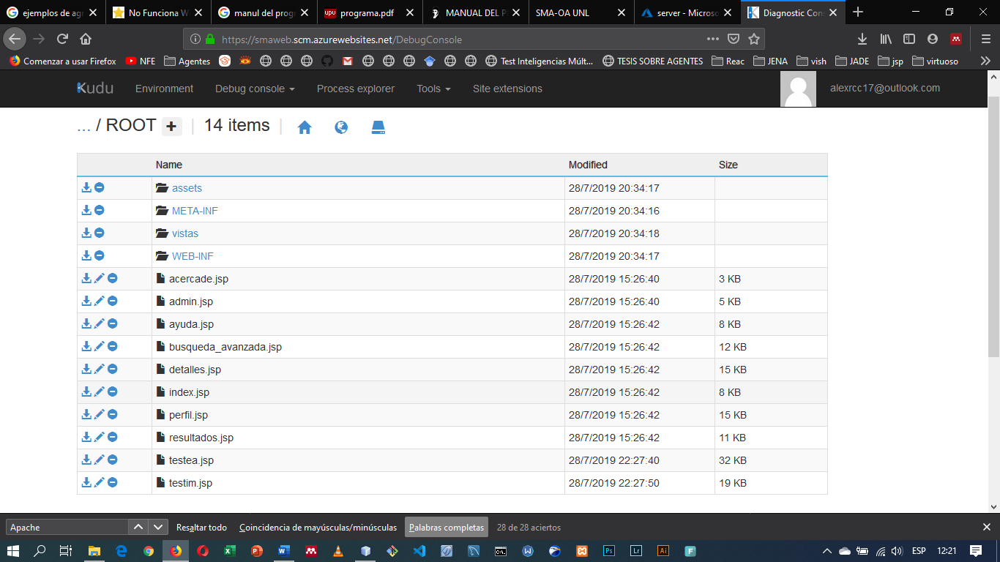 ejemplos de agr
No Funciona W
manul del progr
upv programa.pdf
MANUAL DEL P
SMA-OA UNL
server - Microso
Diagnostic Cons
https://smaweb.scm.azurewebsites.net/DebugConsole
Comenzar a usar Firefox NFE Agentes Test Inteligencias Múlt... TESIS SOBRE AGENTES Reac JENA vish JADE jsp virtuoso
Kudu Environment Debug console Process explorer Tools Site extensions alexrcc17@outlook.com
... / ROOT + | 14 items |
Name Modified Size
assets 28/7/2019 20:34:17
META-INF 28/7/2019 20:34:16
vistas 28/7/2019 20:34:18
WEB-INF 28/7/2019 20:34:17
acercade.jsp 28/7/2019 15:26:40 3 KB
admin.jsp 28/7/2019 15:26:40 5 KB
ayuda.jsp 28/7/2019 15:26:42 8 KB
busqueda_avanzada.jsp 28/7/2019 15:26:42 12 KB
detalles.jsp 28/7/2019 15:26:42 15 KB
index.jsp 28/7/2019 15:26:42 8 KB
perfil.jsp 28/7/2019 15:26:42 15 KB
resultados.jsp 28/7/2019 15:26:42 11 KB
testea.jsp 28/7/2019 22:27:40 32 KB
testim.jsp 28/7/2019 22:27:50 19 KB
Apache Resaltar todo Coincidencia de mayúsculas/minúsculas Palabras completas 28 de 28 aciertos
ESP 12:21